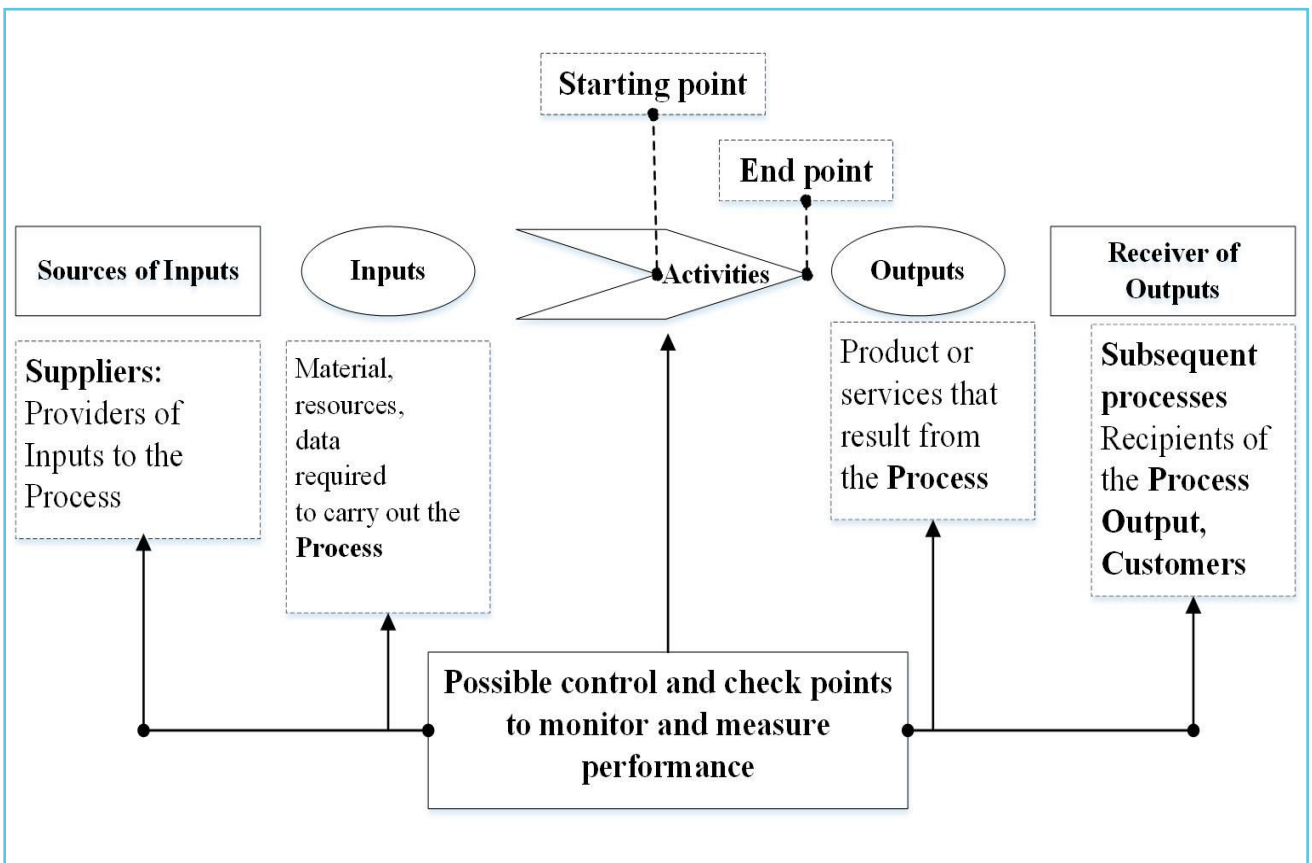 Starting point
End point
Sources of Inputs
Inputs
Activities
Outputs
Receiver of
Outputs
Suppliers:
Providers of
Inputs to the
Process
Material,
resources,
data
required
to carry out the
Process
Product or
services that
result from
the Process
Subsequent
processes
Recipients of
the Process
Output,
Customers
Possible control and check points
to monitor and measure
performance